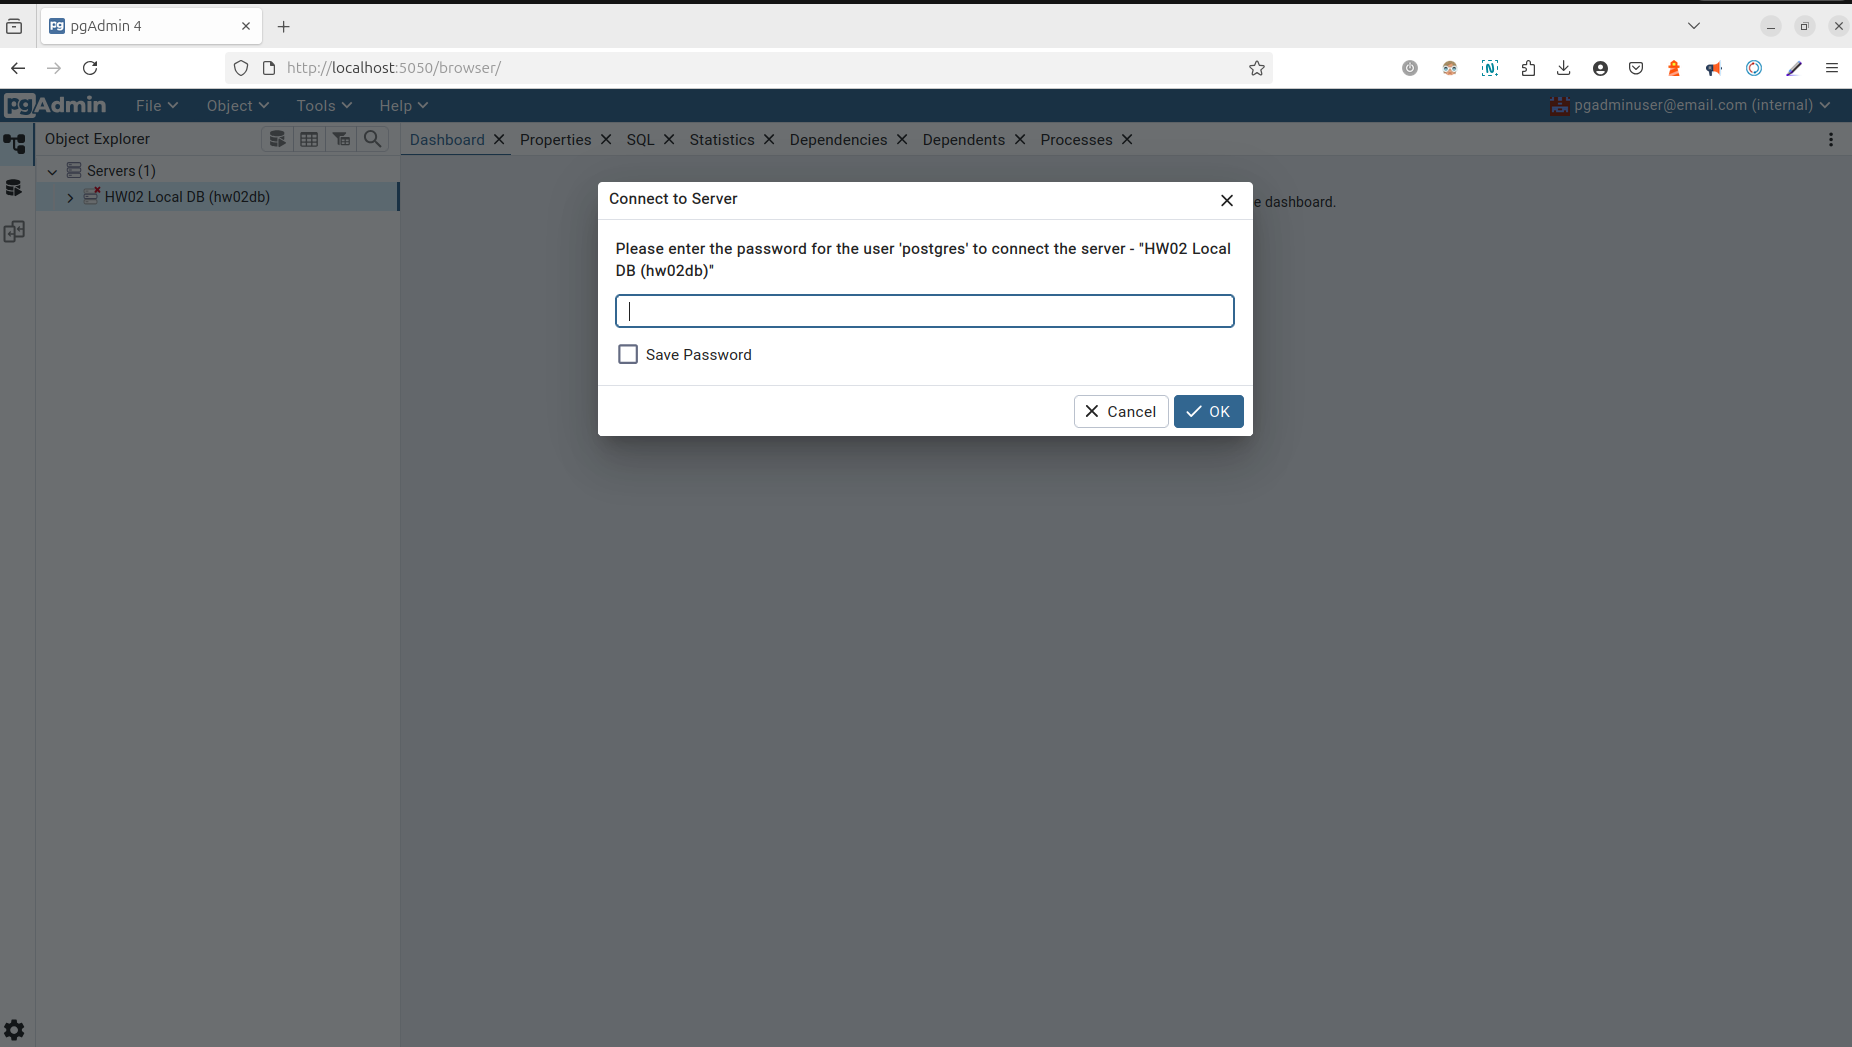 pgAdmin 4
http://localhost:5050/browser/
pgAdmin File Object Tools Help pgadminuser@email.com (internal)
Object Explorer
Dashboard Properties SQL Statistics Dependencies Dependents Processes
Servers (1)
HW02 Local DB (hw02db)
e dashboard.
Connect to Server
Please enter the password for the user 'postgres' to connect the server - "HW02 Local
DB (hw02db)"
Save Password
Cancel OK